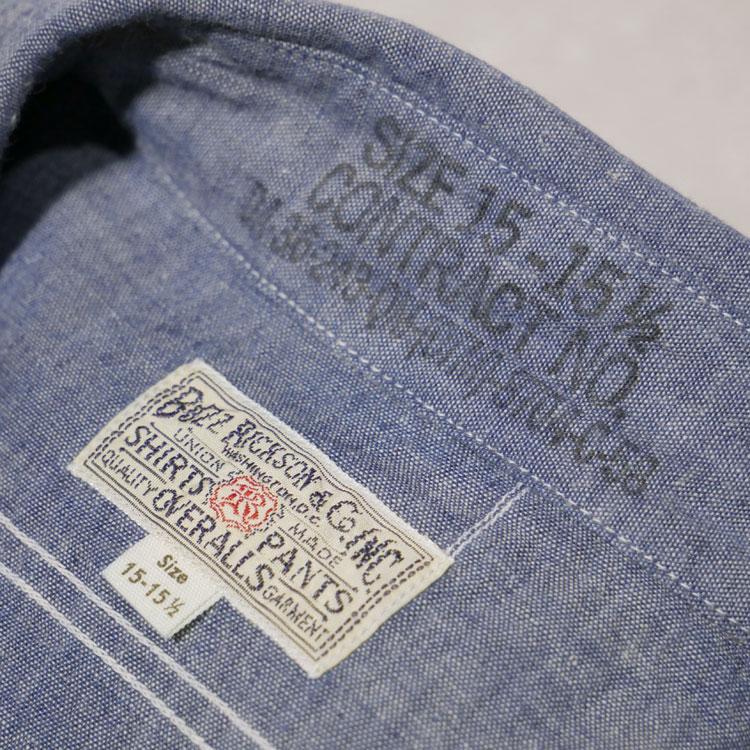 SIZE 15-15½
CONTRACT NO.
BUZZ RICKSON & Co. INC
WASHINGTON, D.C.
UNION MADE
SHIRTS PANTS
QUALITY OVERALLS GARMENT
Size
15-15½